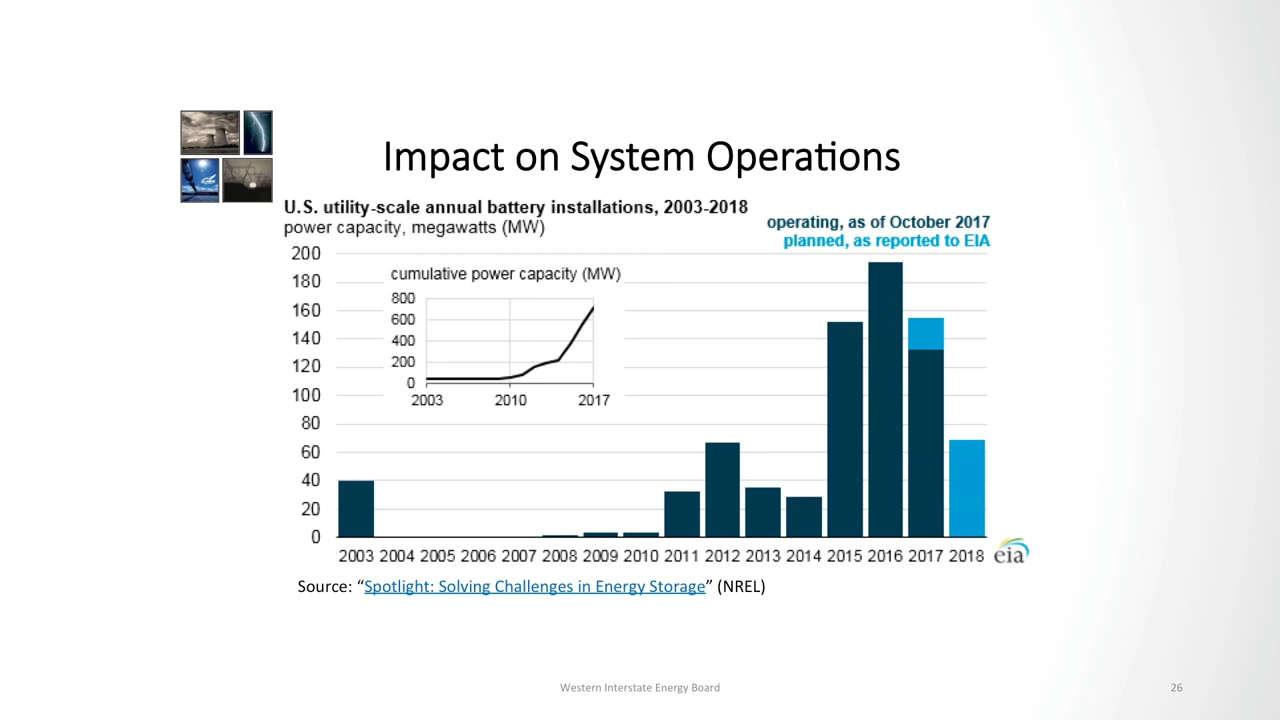 Impact on System Operations
U.S. utility-scale annual battery installations, 2003-2018
power capacity, megawatts (MW)
operating, as of October 2017
planned, as reported to EIA
200
180
160
140
120
100
80
60
40
20
0
cumulative power capacity (MW)
800
600
400
200
0
2003 2010 2017
2003 2004 2005 2006 2007 2008 2009 2010 2011 2012 2013 2014 2015 2016 2017 2018
eia
Source: “Spotlight: Solving Challenges in Energy Storage” (NREL)
Western Interstate Energy Board
26